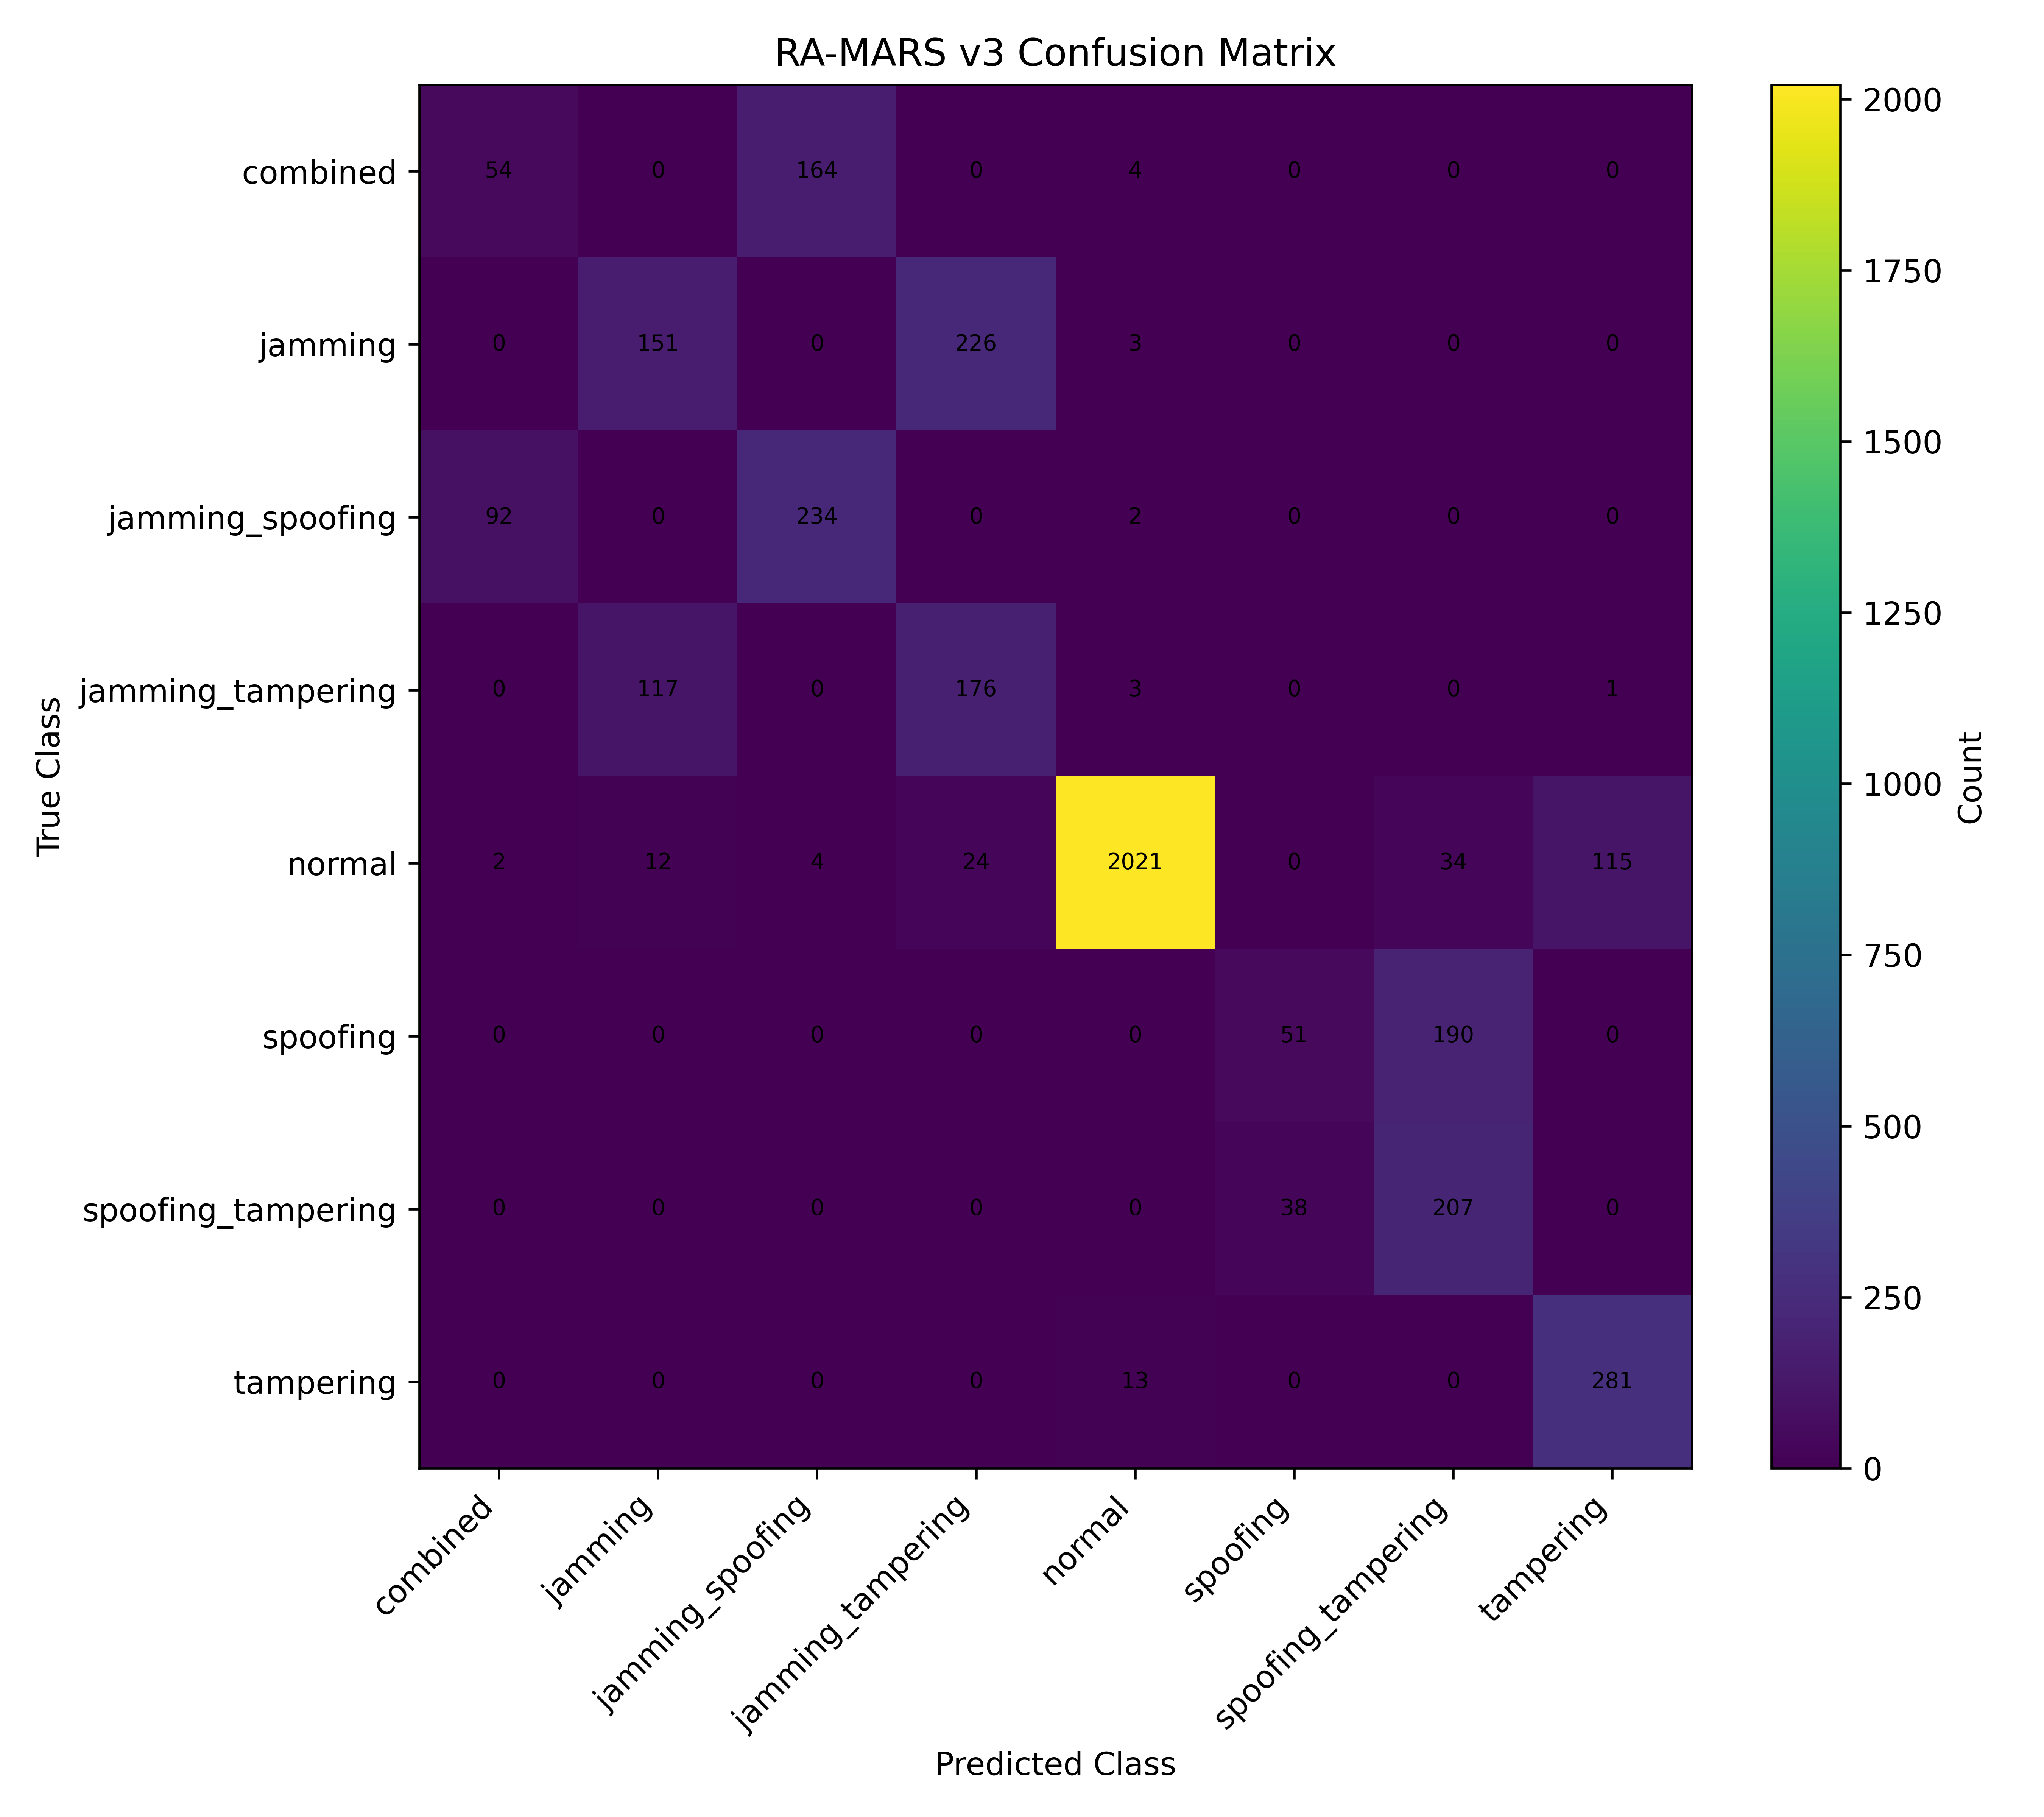 RA-MARS v3 Confusion Matrix
True Class
combined 54 0 164 0 4 0 0 0
jamming 0 151 0 226 3 0 0 0
jamming_spoofing 92 0 234 0 2 0 0 0
jamming_tampering 0 117 0 176 3 0 0 1
normal 2 12 4 24 2021 0 34 115
spoofing 0 0 0 0 0 51 190 0
spoofing_tampering 0 0 0 0 0 38 207 0
tampering 0 0 0 0 13 0 0 281
combined
jamming
jamming_spoofing
jamming_tampering
normal
spoofing
spoofing_tampering
tampering
Predicted Class
2000
1750
1500
1250
1000
750
500
250
0
Count